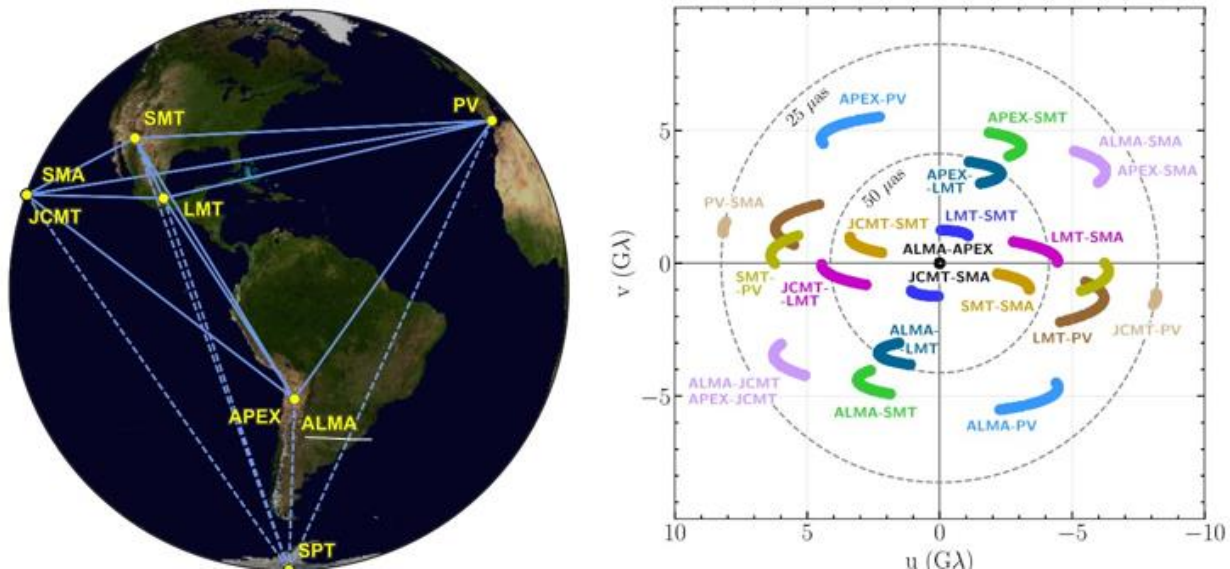 SMT
PV
SMA
JCMT
LMT
APEX
ALMA
SPT
25 μas
50 μas
APEX-PV
APEX-SMT
ALMA-SMA
APEX-SMA
APEX-
-LMT
PV-SMA
JCMT-SMT
LMT-SMT
LMT-SMA
ALMA-APEX
JCMT-SMA
SMT-
-PV
JCMT-
-LMT
SMT-SMA
LMT-PV
JCMT-PV
ALMA-
-LMT
ALMA-JCMT
APEX-JCMT
ALMA-SMT
ALMA-PV
v (Gλ)
5
0
−5
10
5
0
−5
−10
u (Gλ)